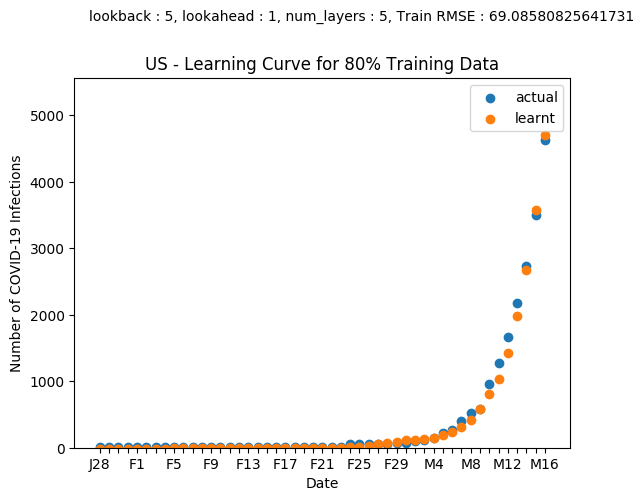 lookback : 5, lookahead : 1, num_layers : 5, Train RMSE : 69.08580825641731
US - Learning Curve for 80% Training Data
actual
learnt
5000
4000
3000
2000
1000
0
Number of COVID-19 Infections
J28 F1 F5 F9 F13 F17 F21 F25 F29 M4 M8 M12 M16
Date